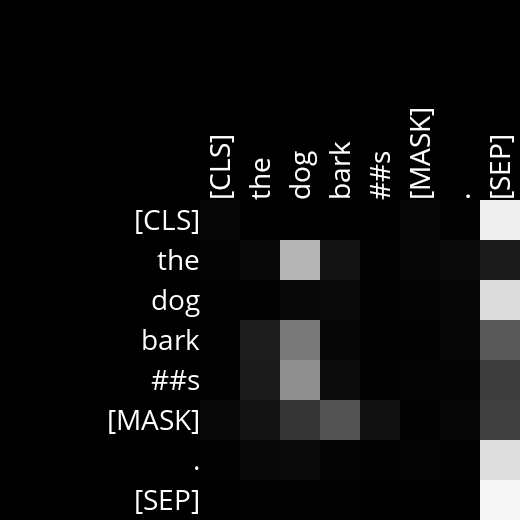 [CLS]
the
dog
bark
##s
[MASK]
.
[SEP]
[CLS]
the
dog
bark
##s
[MASK]
.
[SEP]